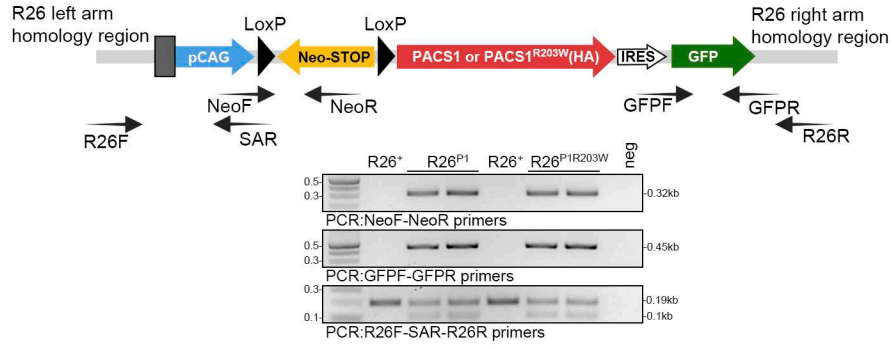 R26 left arm
homology region
LoxP
LoxP
R26 right arm
homology region
pCAG
Neo-STOP
PACS1 or PACS1R203W(HA)
IRES
GFP
NeoF
NeoR
GFPF
GFPR
R26F
SAR
R26R
R26+
R26P1
R26+
R26P1R203W
neg
0.5-
0.3-
-0.32kb
PCR:NeoF-NeoR primers
0.5-
0.3-
-0.45kb
PCR:GFPF-GFPR primers
0.3-
0.1-
-0.19kb
-0.1kb
PCR:R26F-SAR-R26R primers